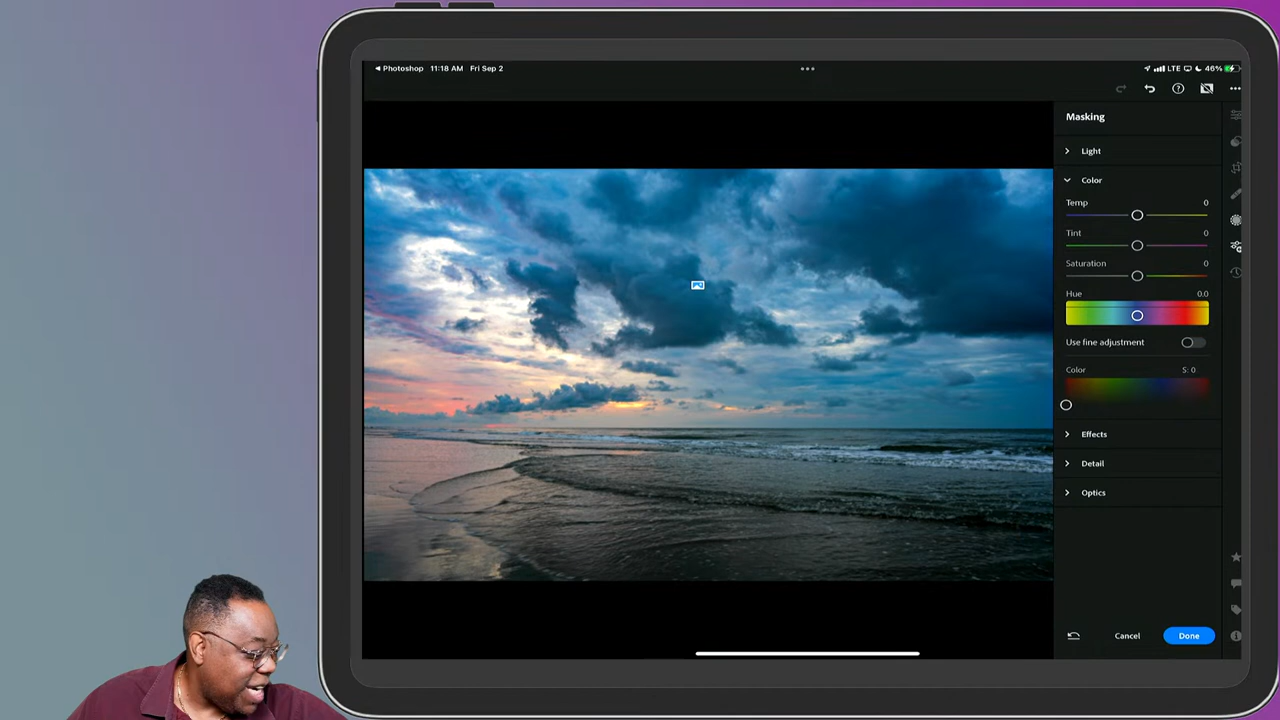 ◀ Photoshop 11:18 AM Fri Sep 2 LTE 46%
Masking
Light
Color
Temp 0
Tint 0
Saturation 0
Hue 0.0
Use fine adjustment
Color S: 0
Effects
Detail
Optics
Cancel Done